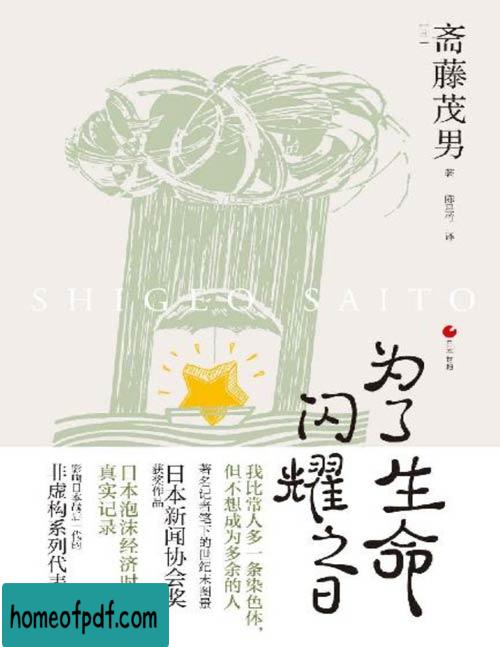 [日]
斋藤茂男
著
译
SHIGEO SAITO
为了生命
闪耀之日
我比常人多一条染色体,
但不想成为多余的人
著名记者笔下的世纪末图景
日本新闻协会奖
获奖作品
日本泡沫经济时
真实记录
影响日本战后一代的
非虚构系列代表
homeofpdf.com